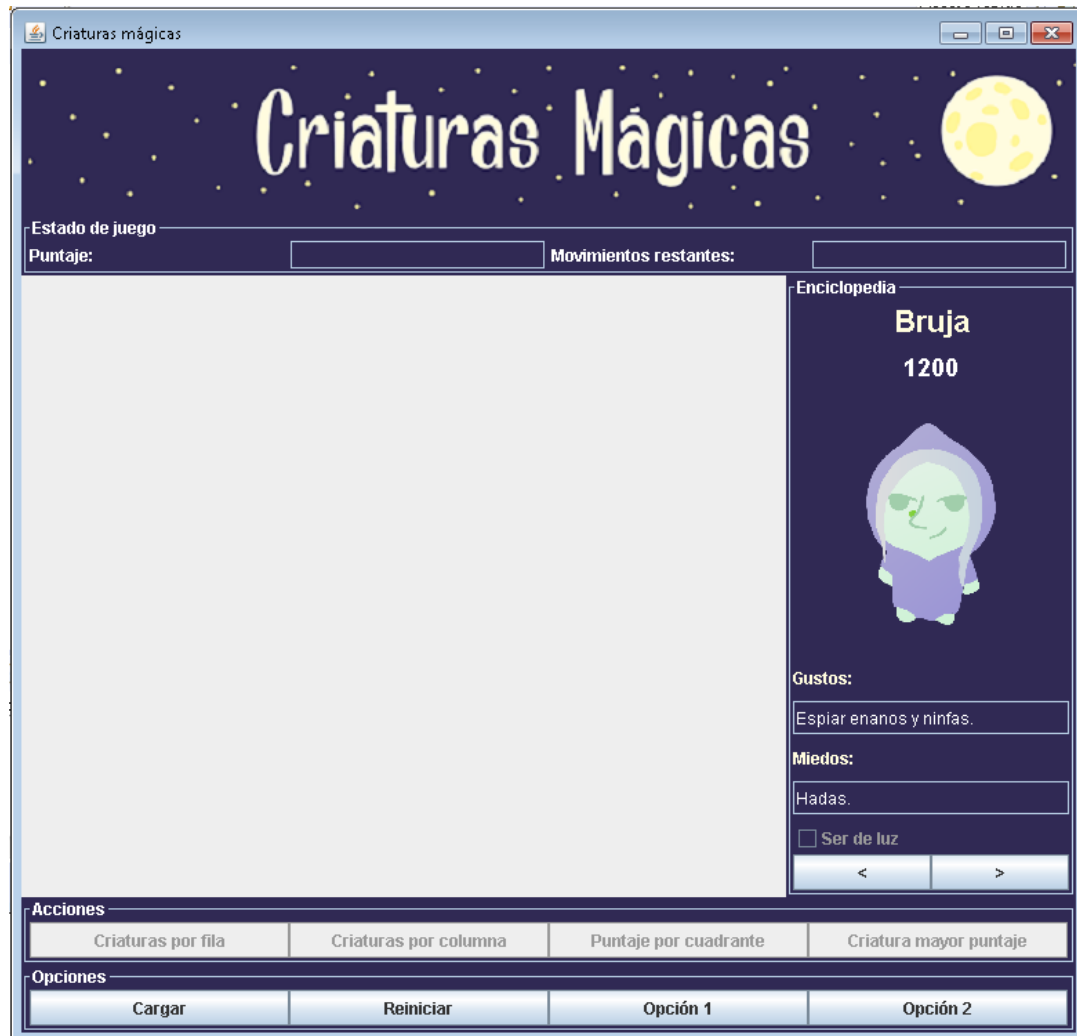 Criaturas mágicas
Criaturas Mágicas
Estado de juego
Puntaje: Movimientos restantes:
Enciclopedia
Bruja
1200
Gustos:
Espiar enanos y ninfas.
Miedos:
Hadas.
Ser de luz
< >
Acciones
Criaturas por fila Criaturas por columna Puntaje por cuadrante Criatura mayor puntaje
Opciones
Cargar Reiniciar Opción 1 Opción 2